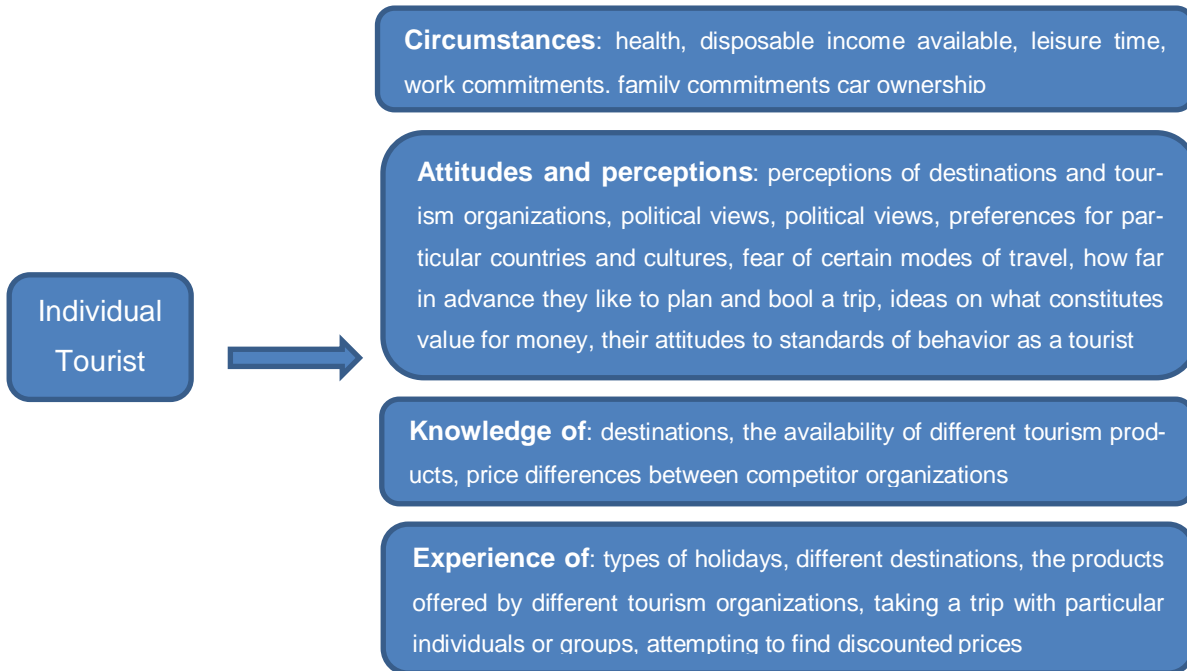 Individual
Tourist
Circumstances: health, disposable income available, leisure time,
work commitments, family commitments car ownership
Attitudes and perceptions: perceptions of destinations and tour-
ism organizations, political views, political views, preferences for par-
ticular countries and cultures, fear of certain modes of travel, how far
in advance they like to plan and bool a trip, ideas on what constitutes
value for money, their attitudes to standards of behavior as a tourist
Knowledge of: destinations, the availability of different tourism prod-
ucts, price differences between competitor organizations
Experience of: types of holidays, different destinations, the products
offered by different tourism organizations, taking a trip with particular
individuals or groups, attempting to find discounted prices